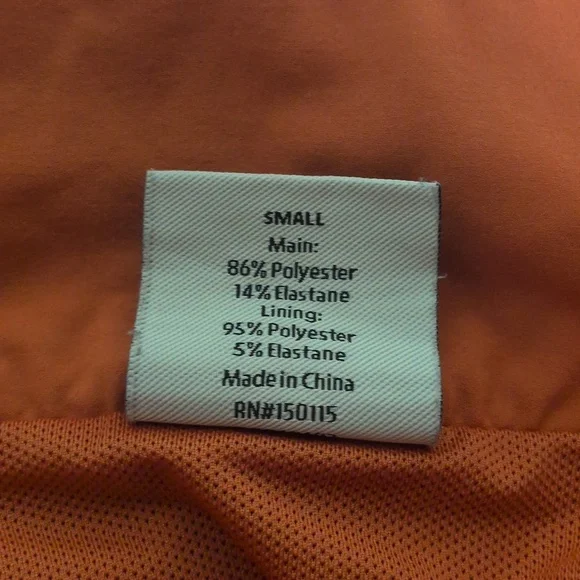 SMALL
Main:
86% Polyester
14% Elastane
Lining:
95% Polyester
5% Elastane
Made in China
RN#150115